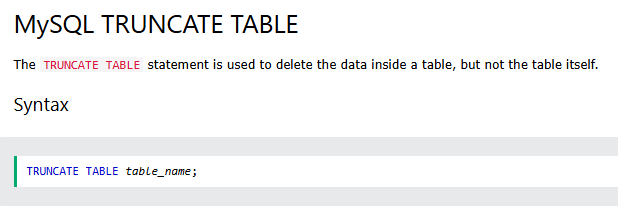 MySQL TRUNCATE TABLE
The TRUNCATE TABLE statement is used to delete the data inside a table, but not the table itself.
Syntax
TRUNCATE TABLE table_name;